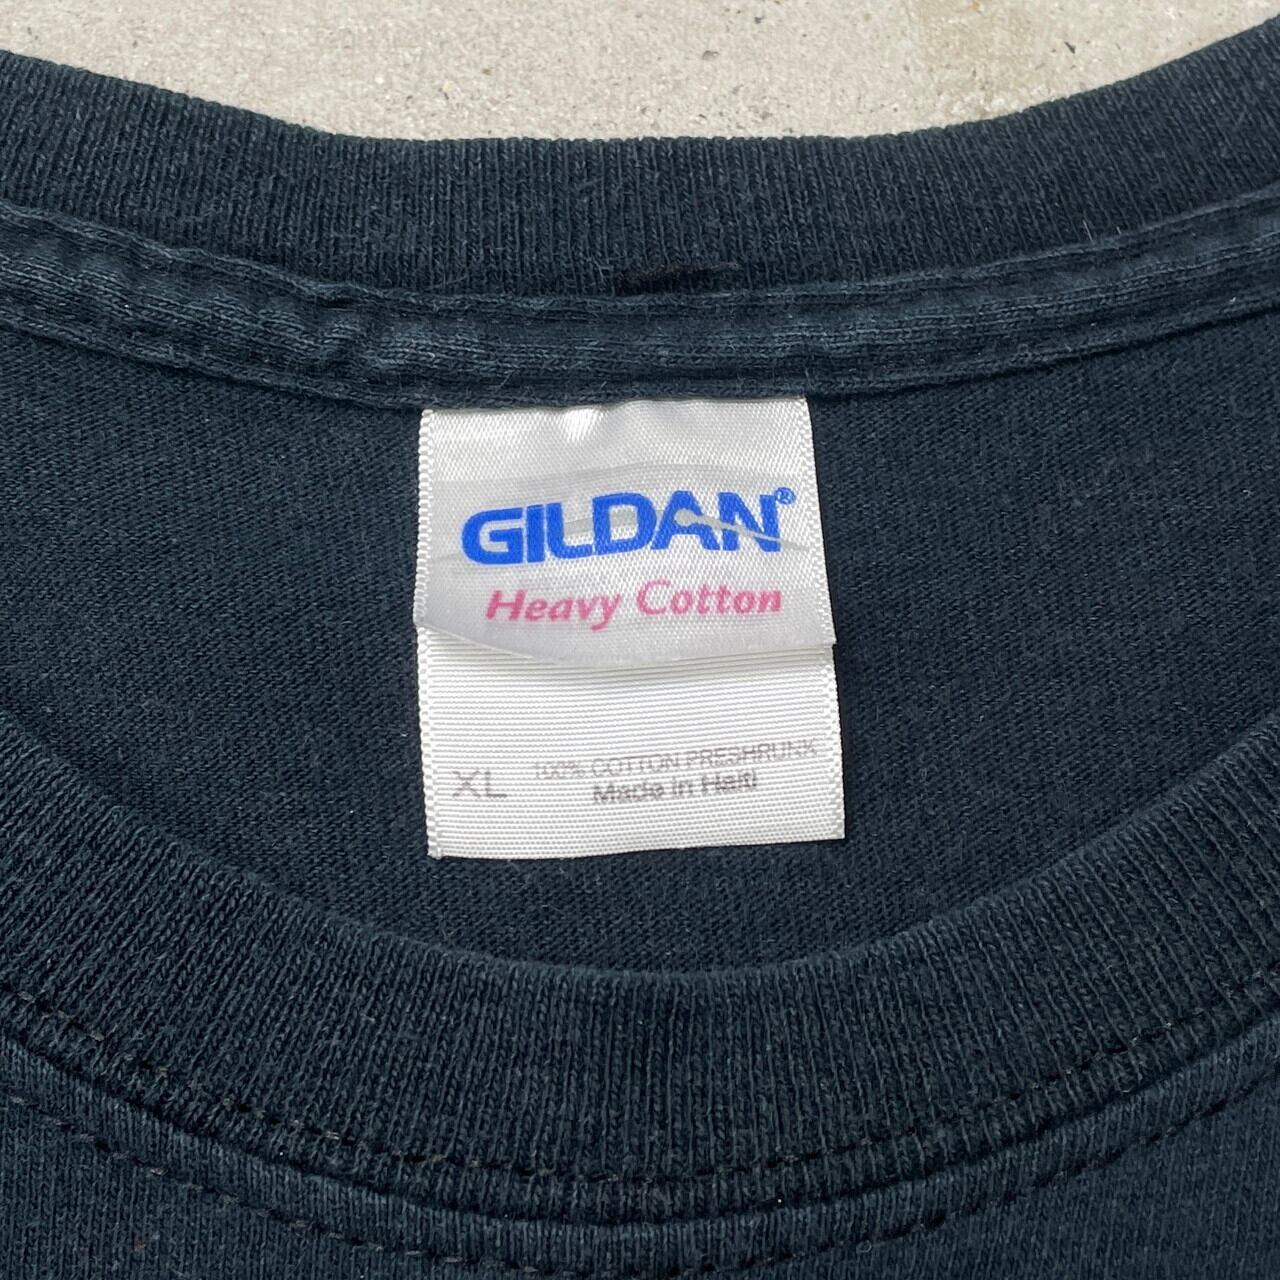 GILDAN®
Heavy Cotton
XL
100% COTTON PRESHRUNK
Made in Haiti